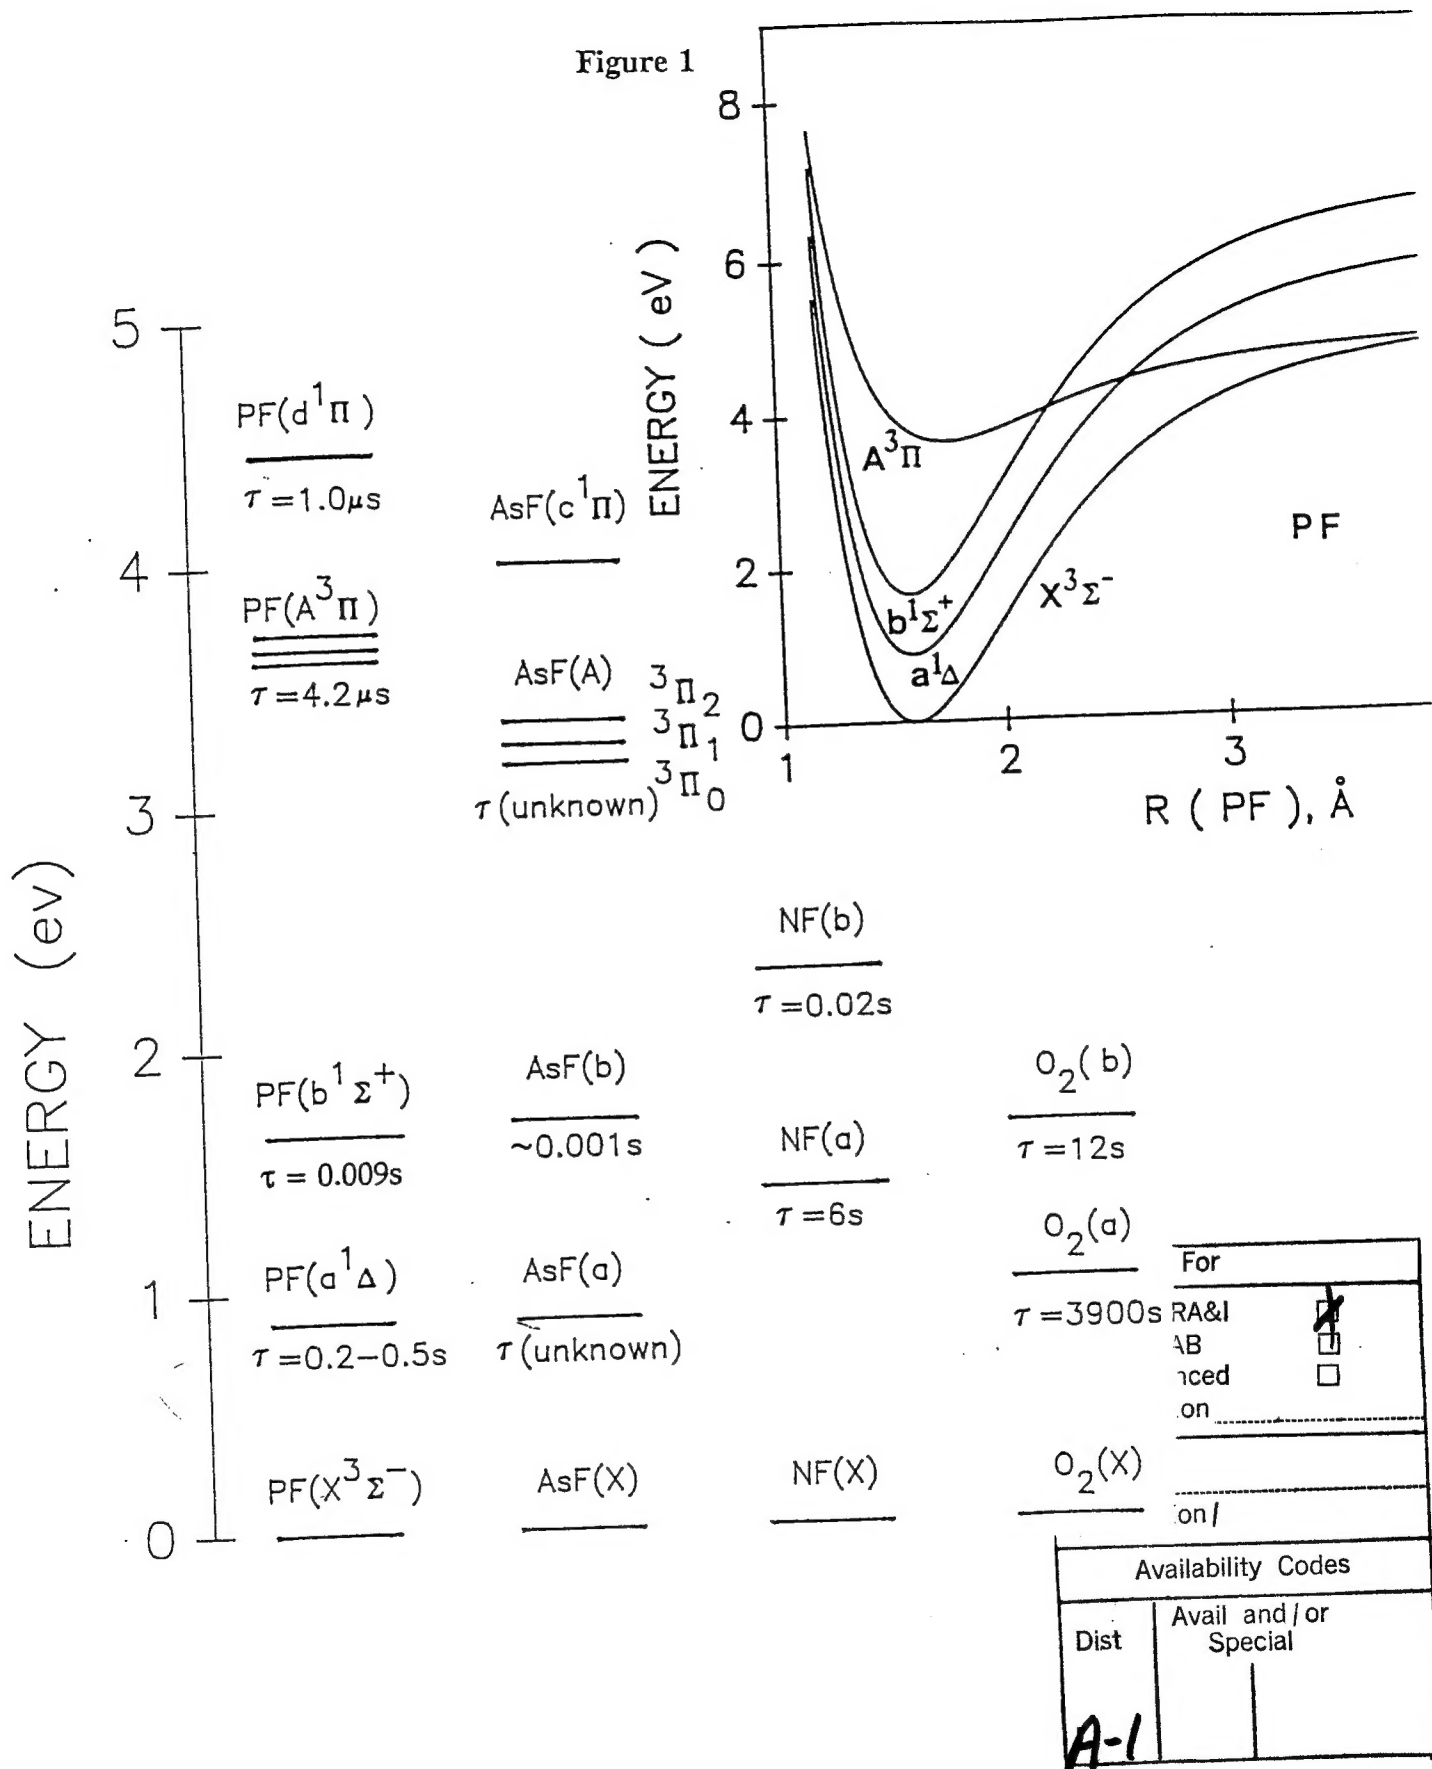 Figure 1
8
6
4
2
0
ENERGY ( eV )
A³Π
b¹Σ⁺
a¹Δ
X³Σ⁻
PF
1
2
3
R ( PF ), Å
5
4
3
2
1
0
ENERGY (ev)
PF(d¹Π)
τ=1.0μs
PF(A³Π)
τ=4.2μs
PF(b¹Σ⁺)
τ = 0.009s
PF(a¹Δ)
τ=0.2-0.5s
PF(X³Σ⁻)
AsF(c¹Π)
AsF(A)
³Π₂
³Π₁
³Π₀
τ(unknown)
AsF(b)
~0.001s
AsF(a)
τ(unknown)
AsF(X)
NF(b)
τ=0.02s
NF(a)
τ=6s
NF(X)
O₂(b)
τ=12s
O₂(a)
τ=3900s
O₂(X)
For
RA&I
AB
ced
on
on/
Availability Codes
Dist
Avail and/or
Special
A-1